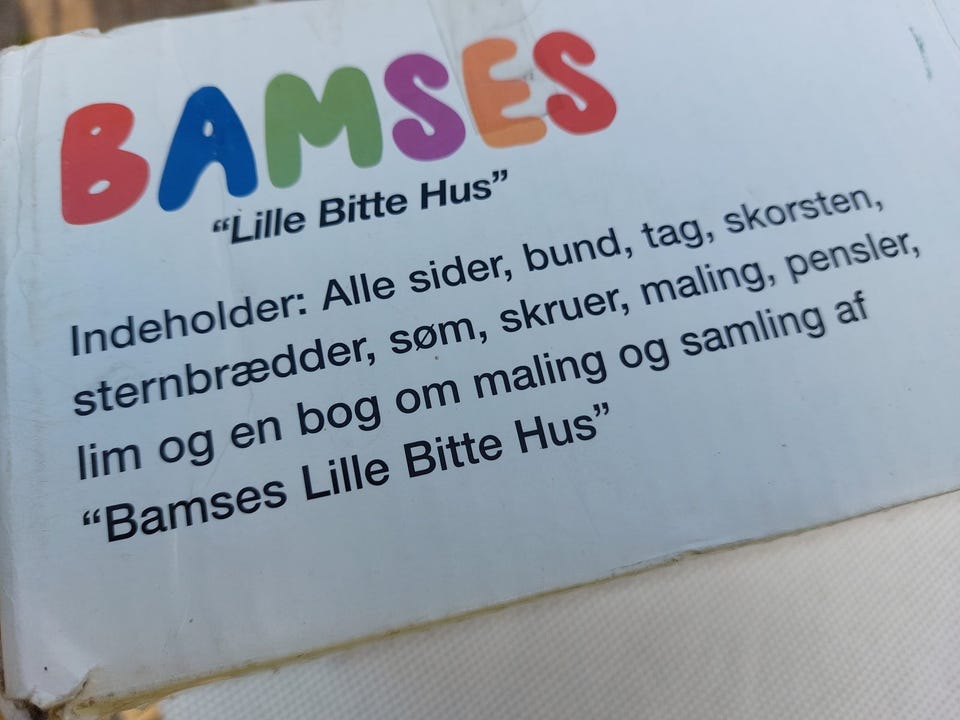 BAMSES
“Lille Bitte Hus”
Indeholder: Alle sider, bund, tag, skorsten,
sternbrædder, søm, skruer, maling, pensler,
lim og en bog om maling og samling af
“Bamses Lille Bitte Hus”